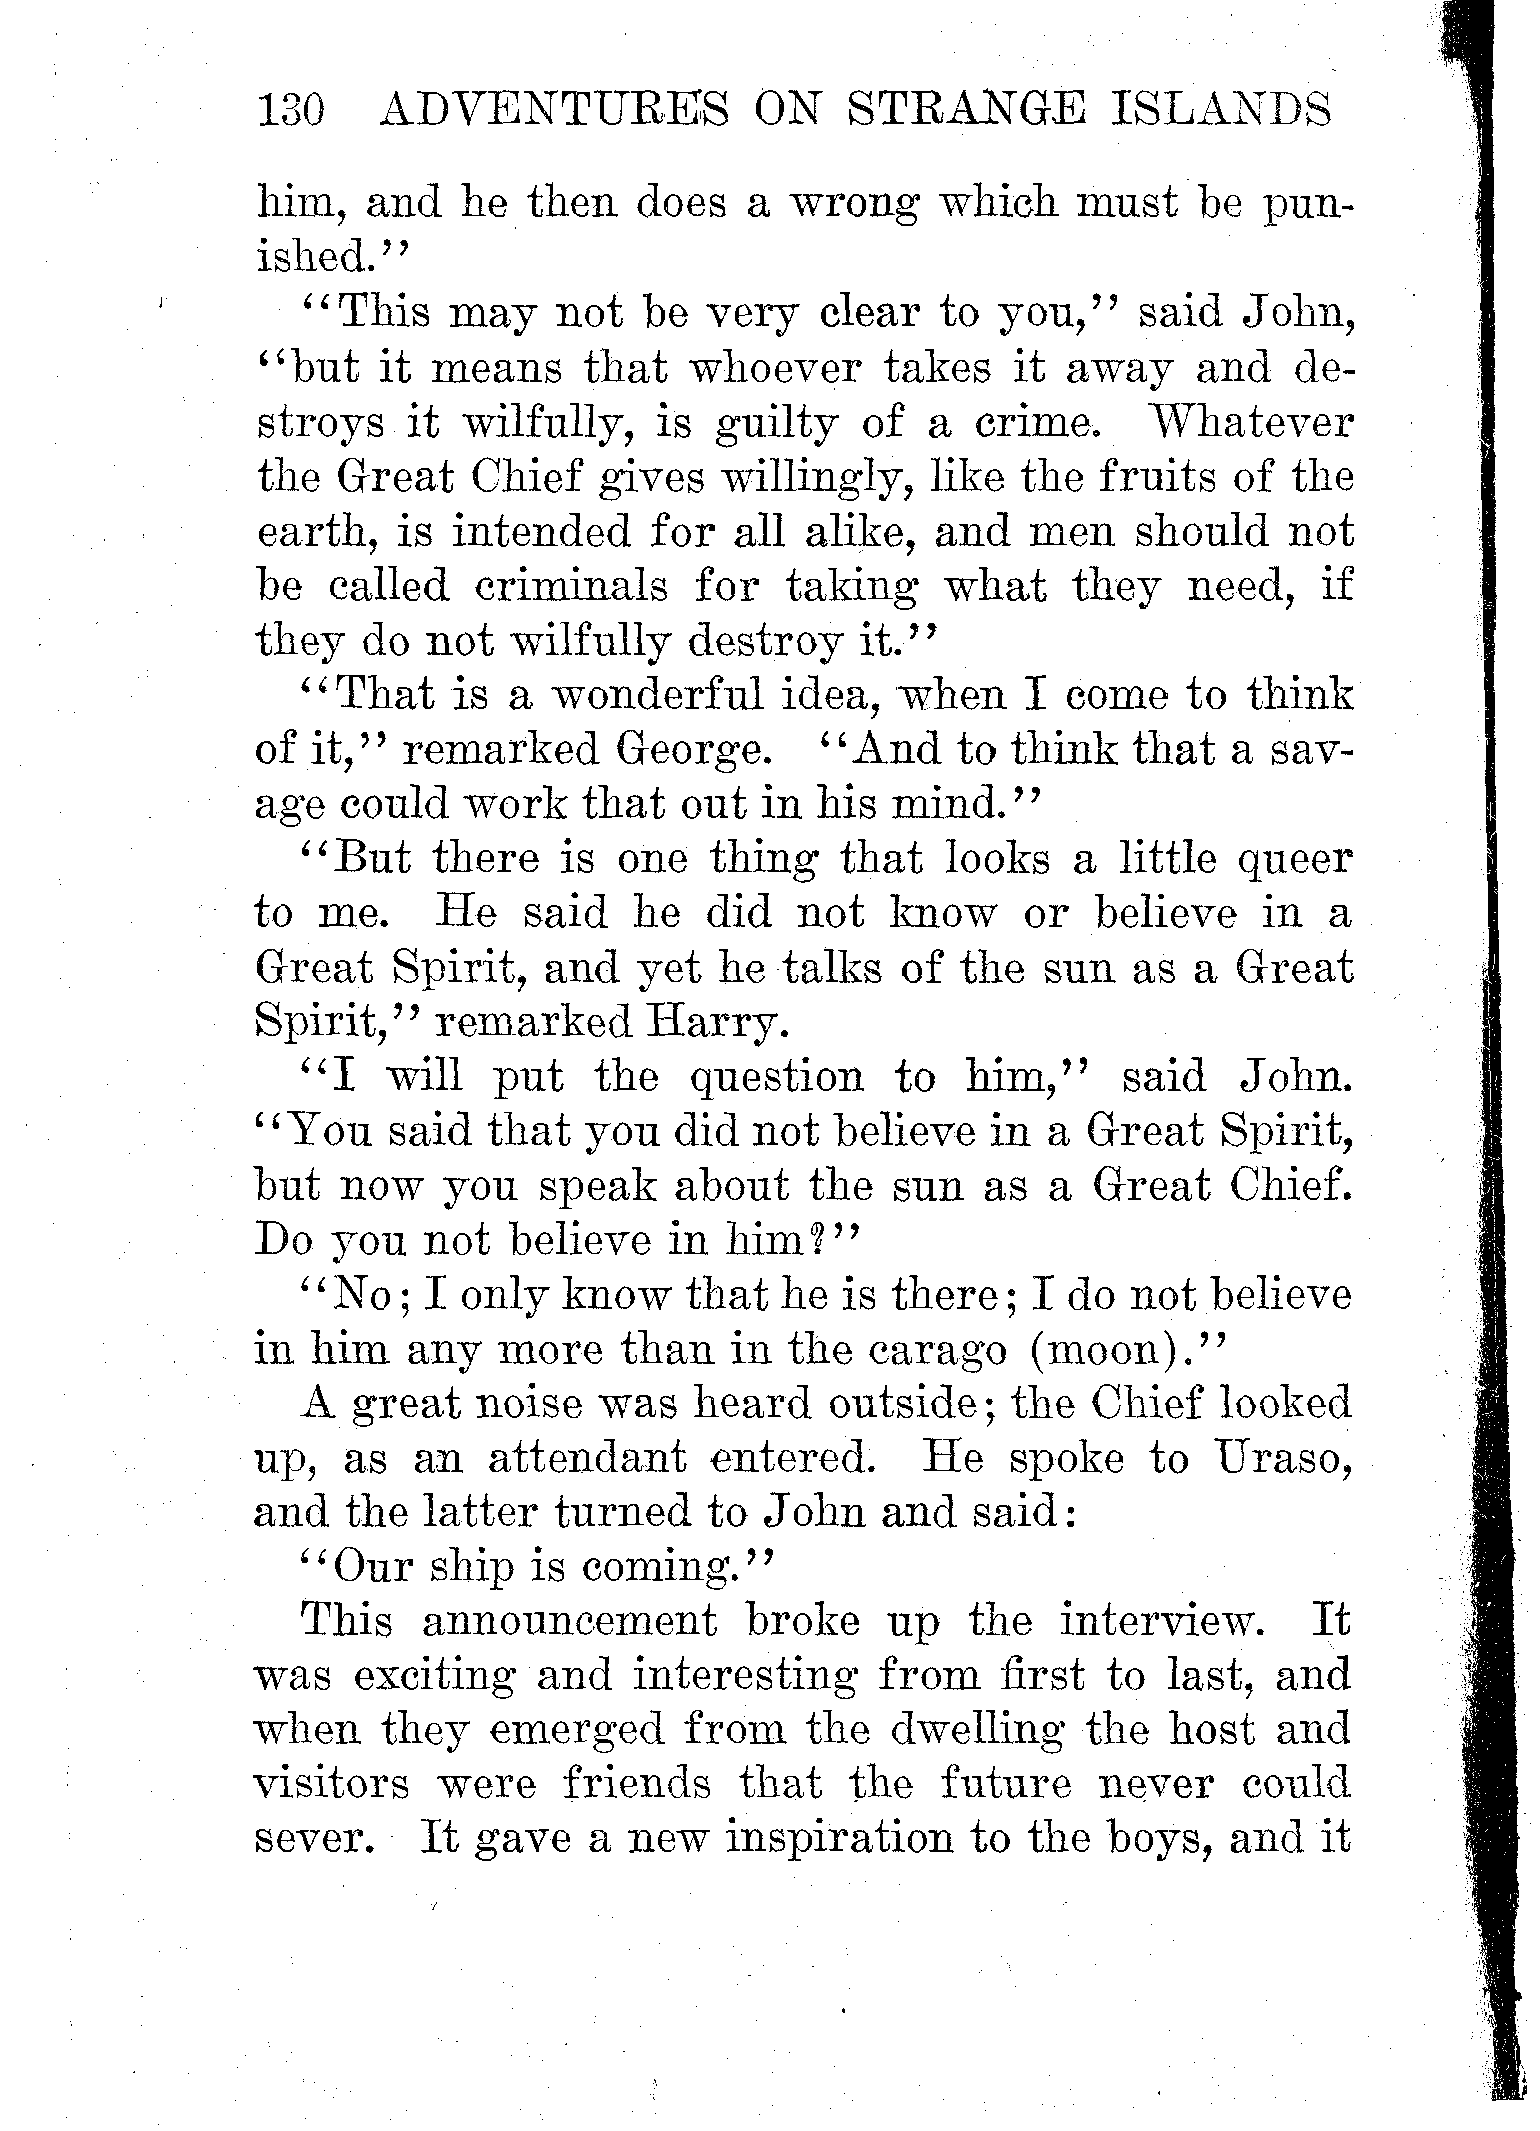 130 ADVENTURES ON STRANGE ISLANDS
him, and he then does a wrong which must be pun-
ished."
"This may not be very clear to you," said John,
"but it means that whoever takes it away and de-
stroys it wilfully, is guilty of a crime. Whatever
the Great Chief gives willingly, like the fruits of the
earth, is intended for all alike, and men should not
be called criminals for taking what they need, if
they do not wilfully destroy it."
"That is a wonderful idea, when I come to think
of it," remarked George. "And to think that a sav-
age could work that out in his mind."
"But there is one thing that looks a little queer
to me. He said he did not know or believe in a
Great Spirit, and yet he talks of the sun as a Great
Spirit," remarked Harry.
"I will put the question to him," said John.
"You said that you did not believe in a Great Spirit,
but now you speak about the sun as a Great Chief.
Do you not believe in him?"
"No; I only know that he is there; I do not believe
in him any more than in the carago (moon)."
A great noise was heard outside; the Chief looked
up, as an attendant entered. He spoke to Uraso,
and the latter turned to John and said:
"Our ship is coming."
This announcement broke up the interview. It
was exciting and interesting from first to last, and
when they emerged from the dwelling the host and
visitors were friends that the future never could
sever. It gave a new inspiration to the boys, and it